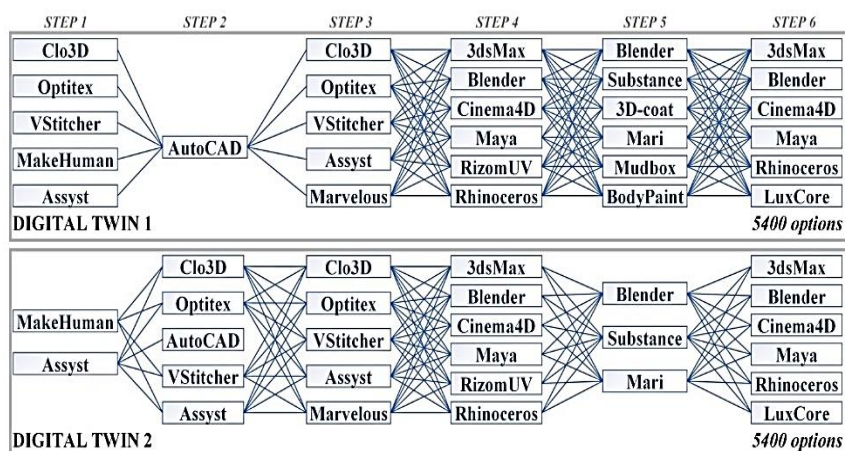 STEP 1 STEP 2 STEP 3 STEP 4 STEP 5 STEP 6
Clo3D Clo3D 3dsMax Blender 3dsMax
Optitex Optitex Blender Substance Blender
VStitcher VStitcher Cinema4D 3D-coat Cinema4D
AutoCAD
MakeHuman Assyst Maya Mari Maya
RizomUV Mudbox Rhinoceros
Assyst Marvelous Rhinoceros BodyPaint LuxCore
DIGITAL TWIN 1 5400 options
Clo3D Clo3D 3dsMax 3dsMax
Blender Blender Blender
MakeHuman Optitex Optitex Cinema4D Cinema4D
AutoCAD VStitcher Substance
Assyst VStitcher Assyst Maya Maya
RizomUV Mari Rhinoceros
Assyst Marvelous Rhinoceros LuxCore
DIGITAL TWIN 2 5400 options